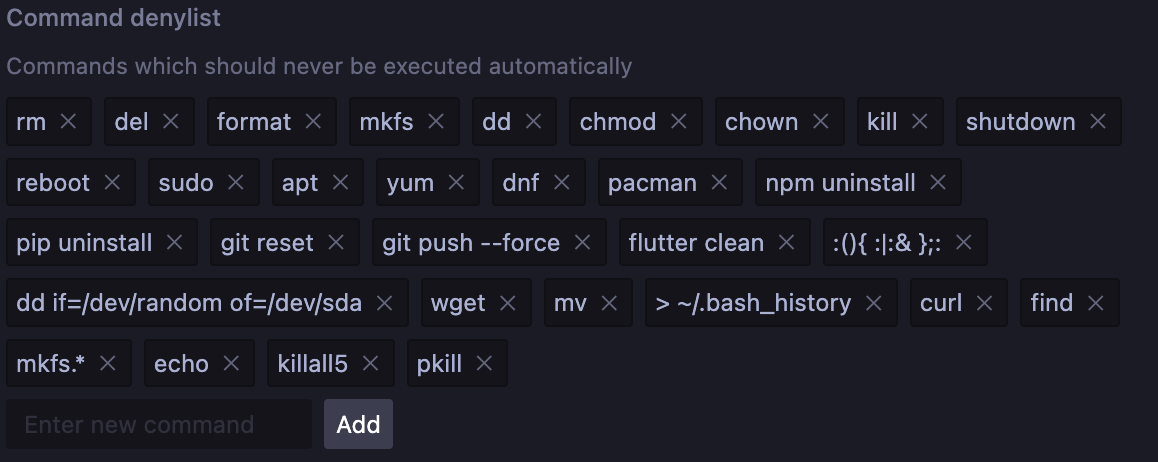 Command denylist
Commands which should never be executed automatically
rm × del × format × mkfs × dd × chmod × chown × kill × shutdown ×
reboot × sudo × apt × yum × dnf × pacman × npm uninstall ×
pip uninstall × git reset × git push --force × flutter clean × :(){ :|:& };: ×
dd if=/dev/random of=/dev/sda × wget × mv × > ~/.bash_history × curl × find ×
mkfs.* × echo × killall5 × pkill ×
Enter new command Add